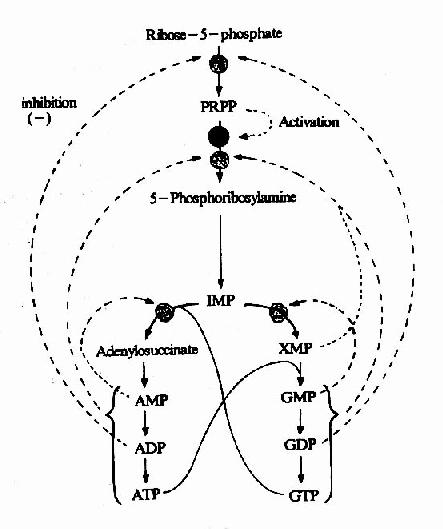 Ribose-5-phosphate
inhibition
(-)
PRPP
Activation
5-Phosphoribosylamine
IMP
Adenylosuccinate
XMP
AMP
GMP
ADP
GDP
ATP
GTP